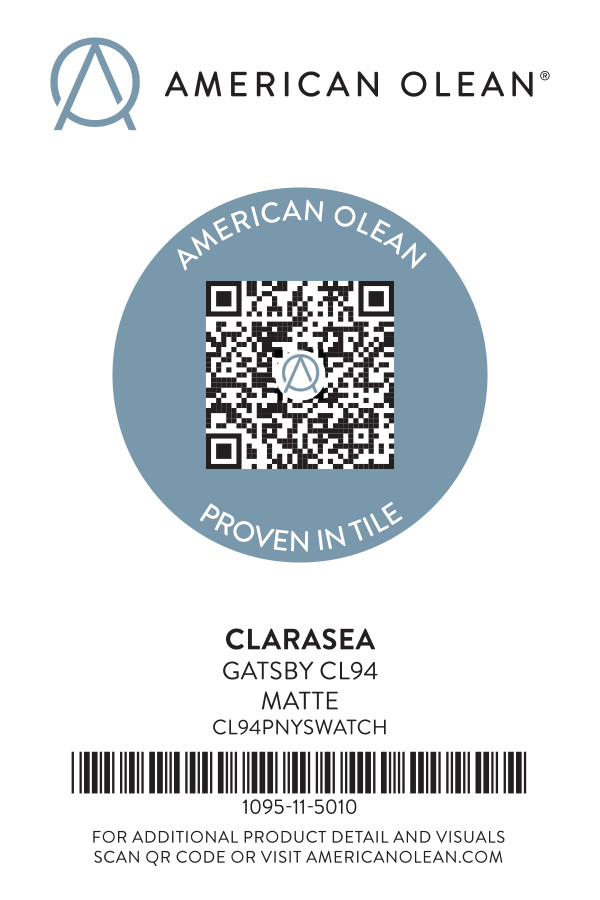 AMERICAN OLEAN®
AMERICAN OLEAN
PROVEN IN TILE
CLARASEA
GATSBY CL94
MATTE
CL94PNYSWATCH
1095-11-5010
FOR ADDITIONAL PRODUCT DETAIL AND VISUALS
SCAN QR CODE OR VISIT AMERICANOLEAN.COM